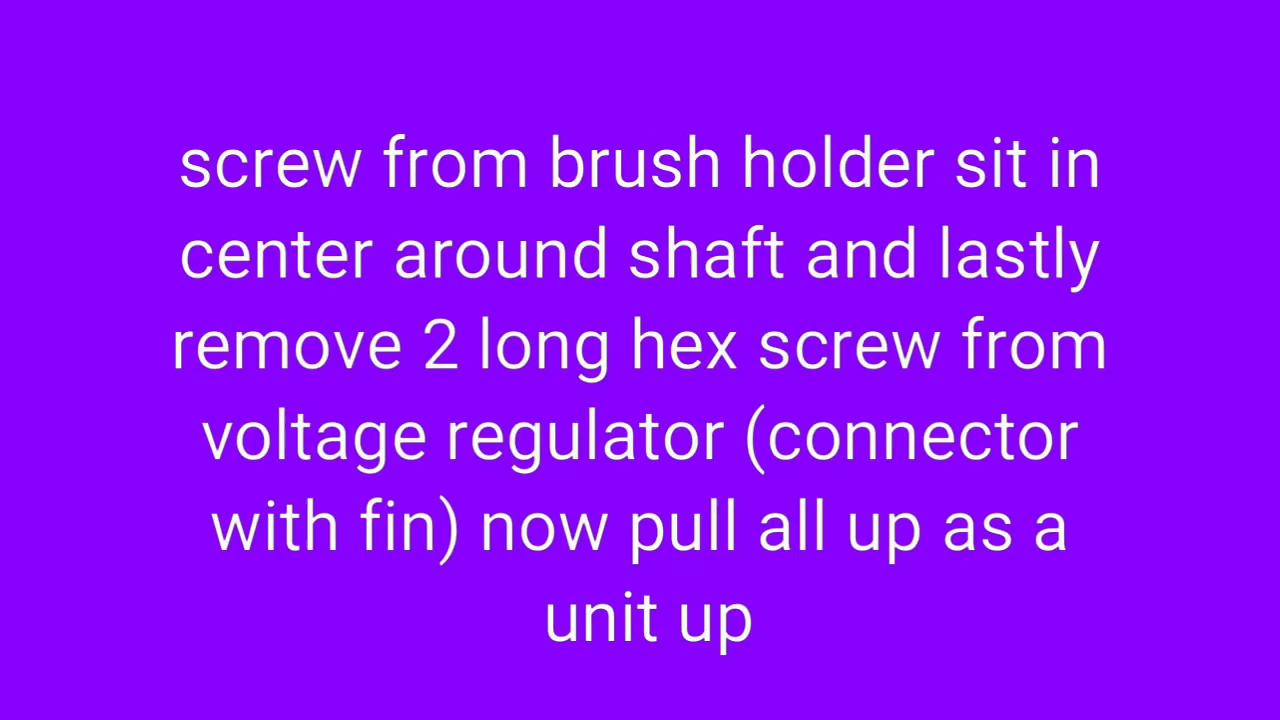 screw from brush holder sit in
center around shaft and lastly
remove 2 long hex screw from
voltage regulator (connector
with fin) now pull all up as a
unit up